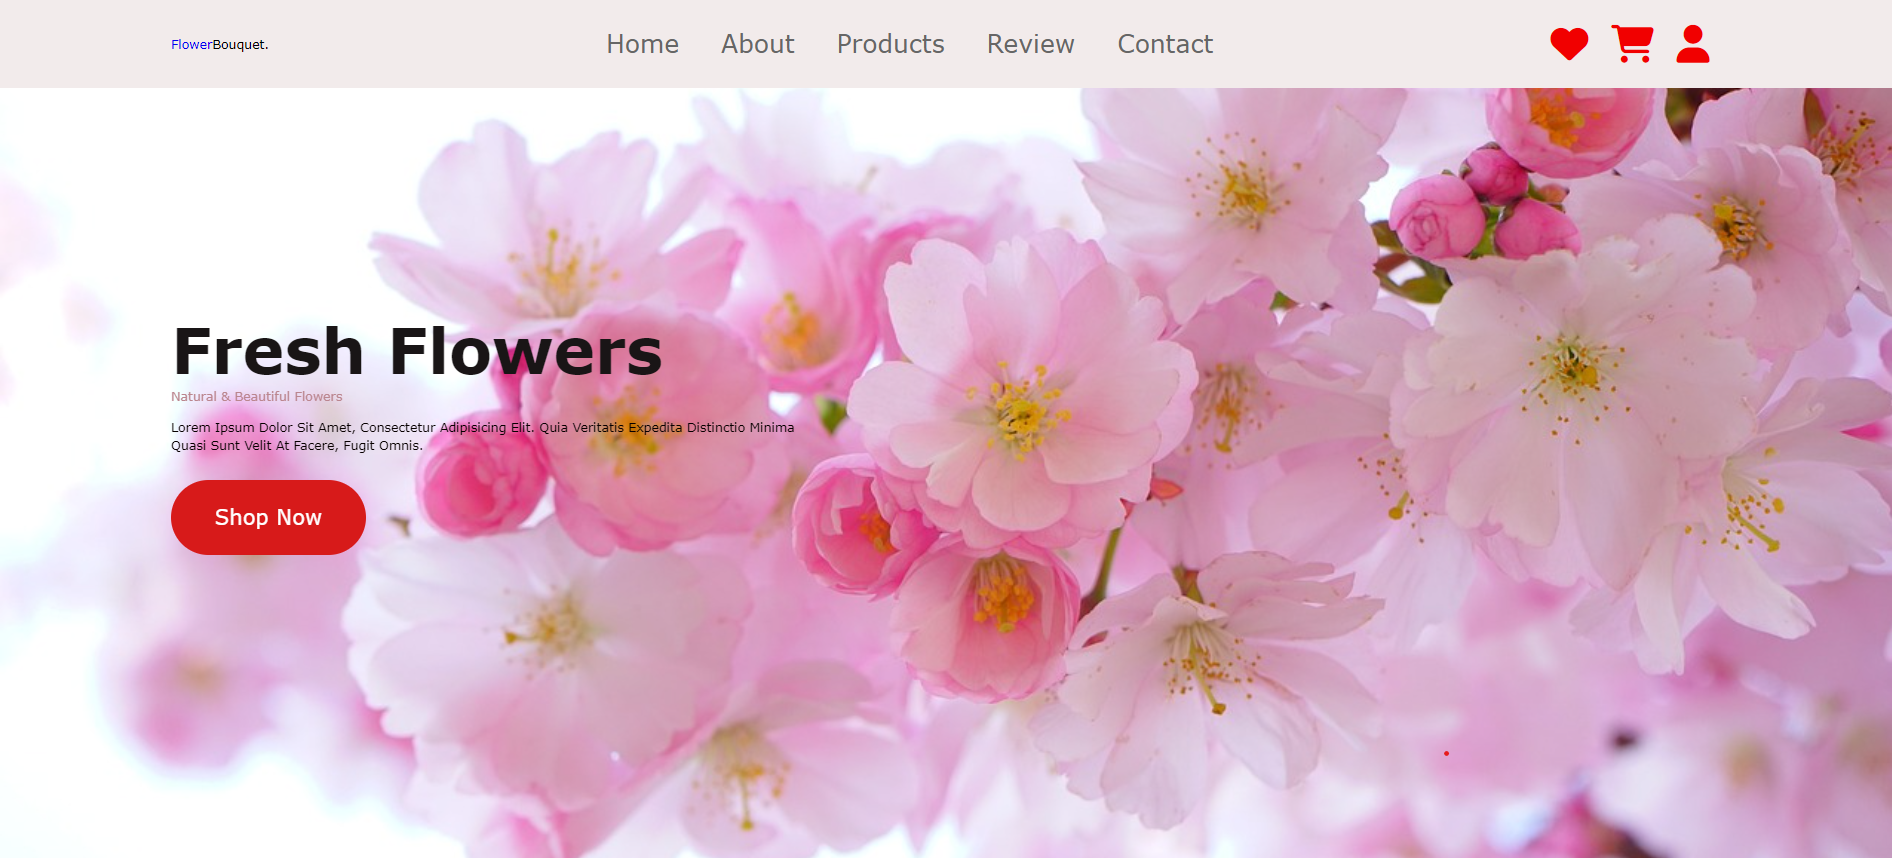 FlowerBouquet.
Home About Products Review Contact
Fresh Flowers
Natural & Beautiful Flowers
Lorem Ipsum Dolor Sit Amet, Consectetur Adipisicing Elit. Quia Veritatis Expedita Distinctio Minima
Quasi Sunt Velit At Facere, Fugit Omnis.
Shop Now